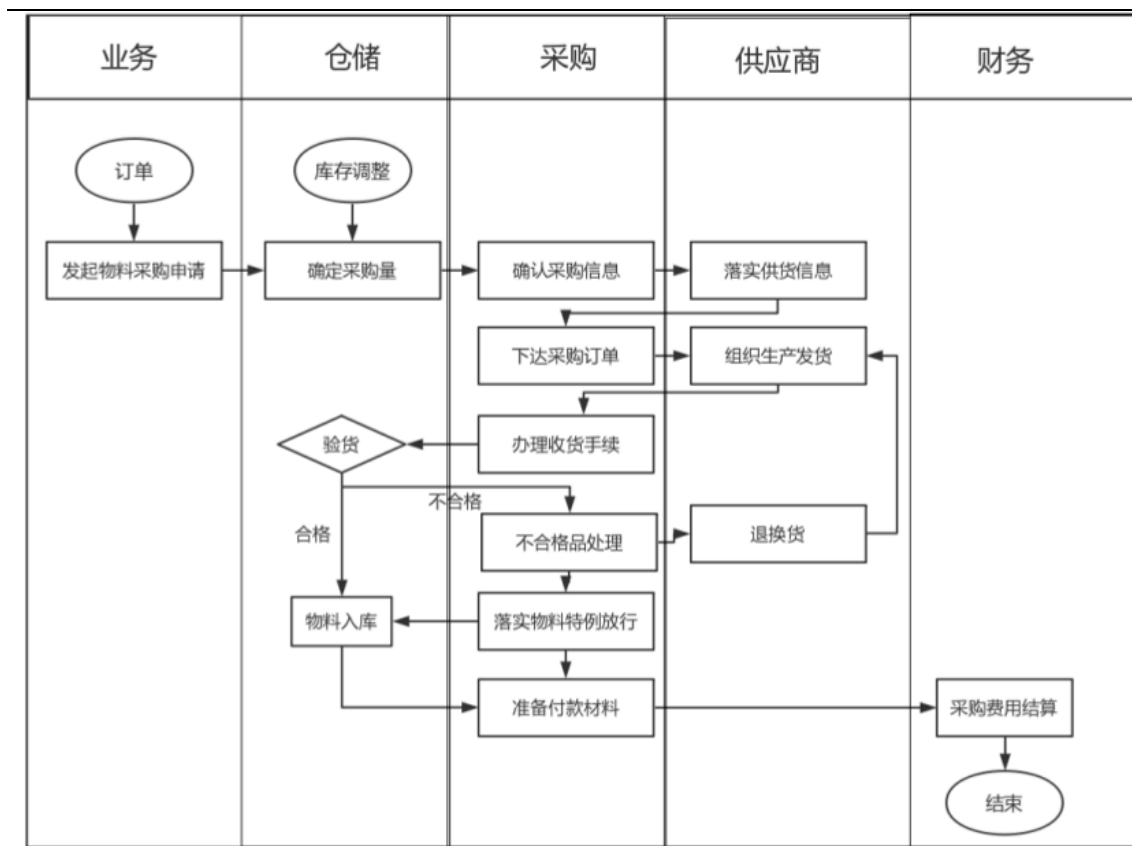 业务
仓储
采购
供应商
财务
订单
库存调整
发起物料采购申请
确定采购量
确认采购信息
落实供货信息
下达采购订单
组织生产发货
验货
办理收货手续
不合格
合格
不合格品处理
退换货
物料入库
落实物料特例放行
准备付款材料
采购费用结算
结束